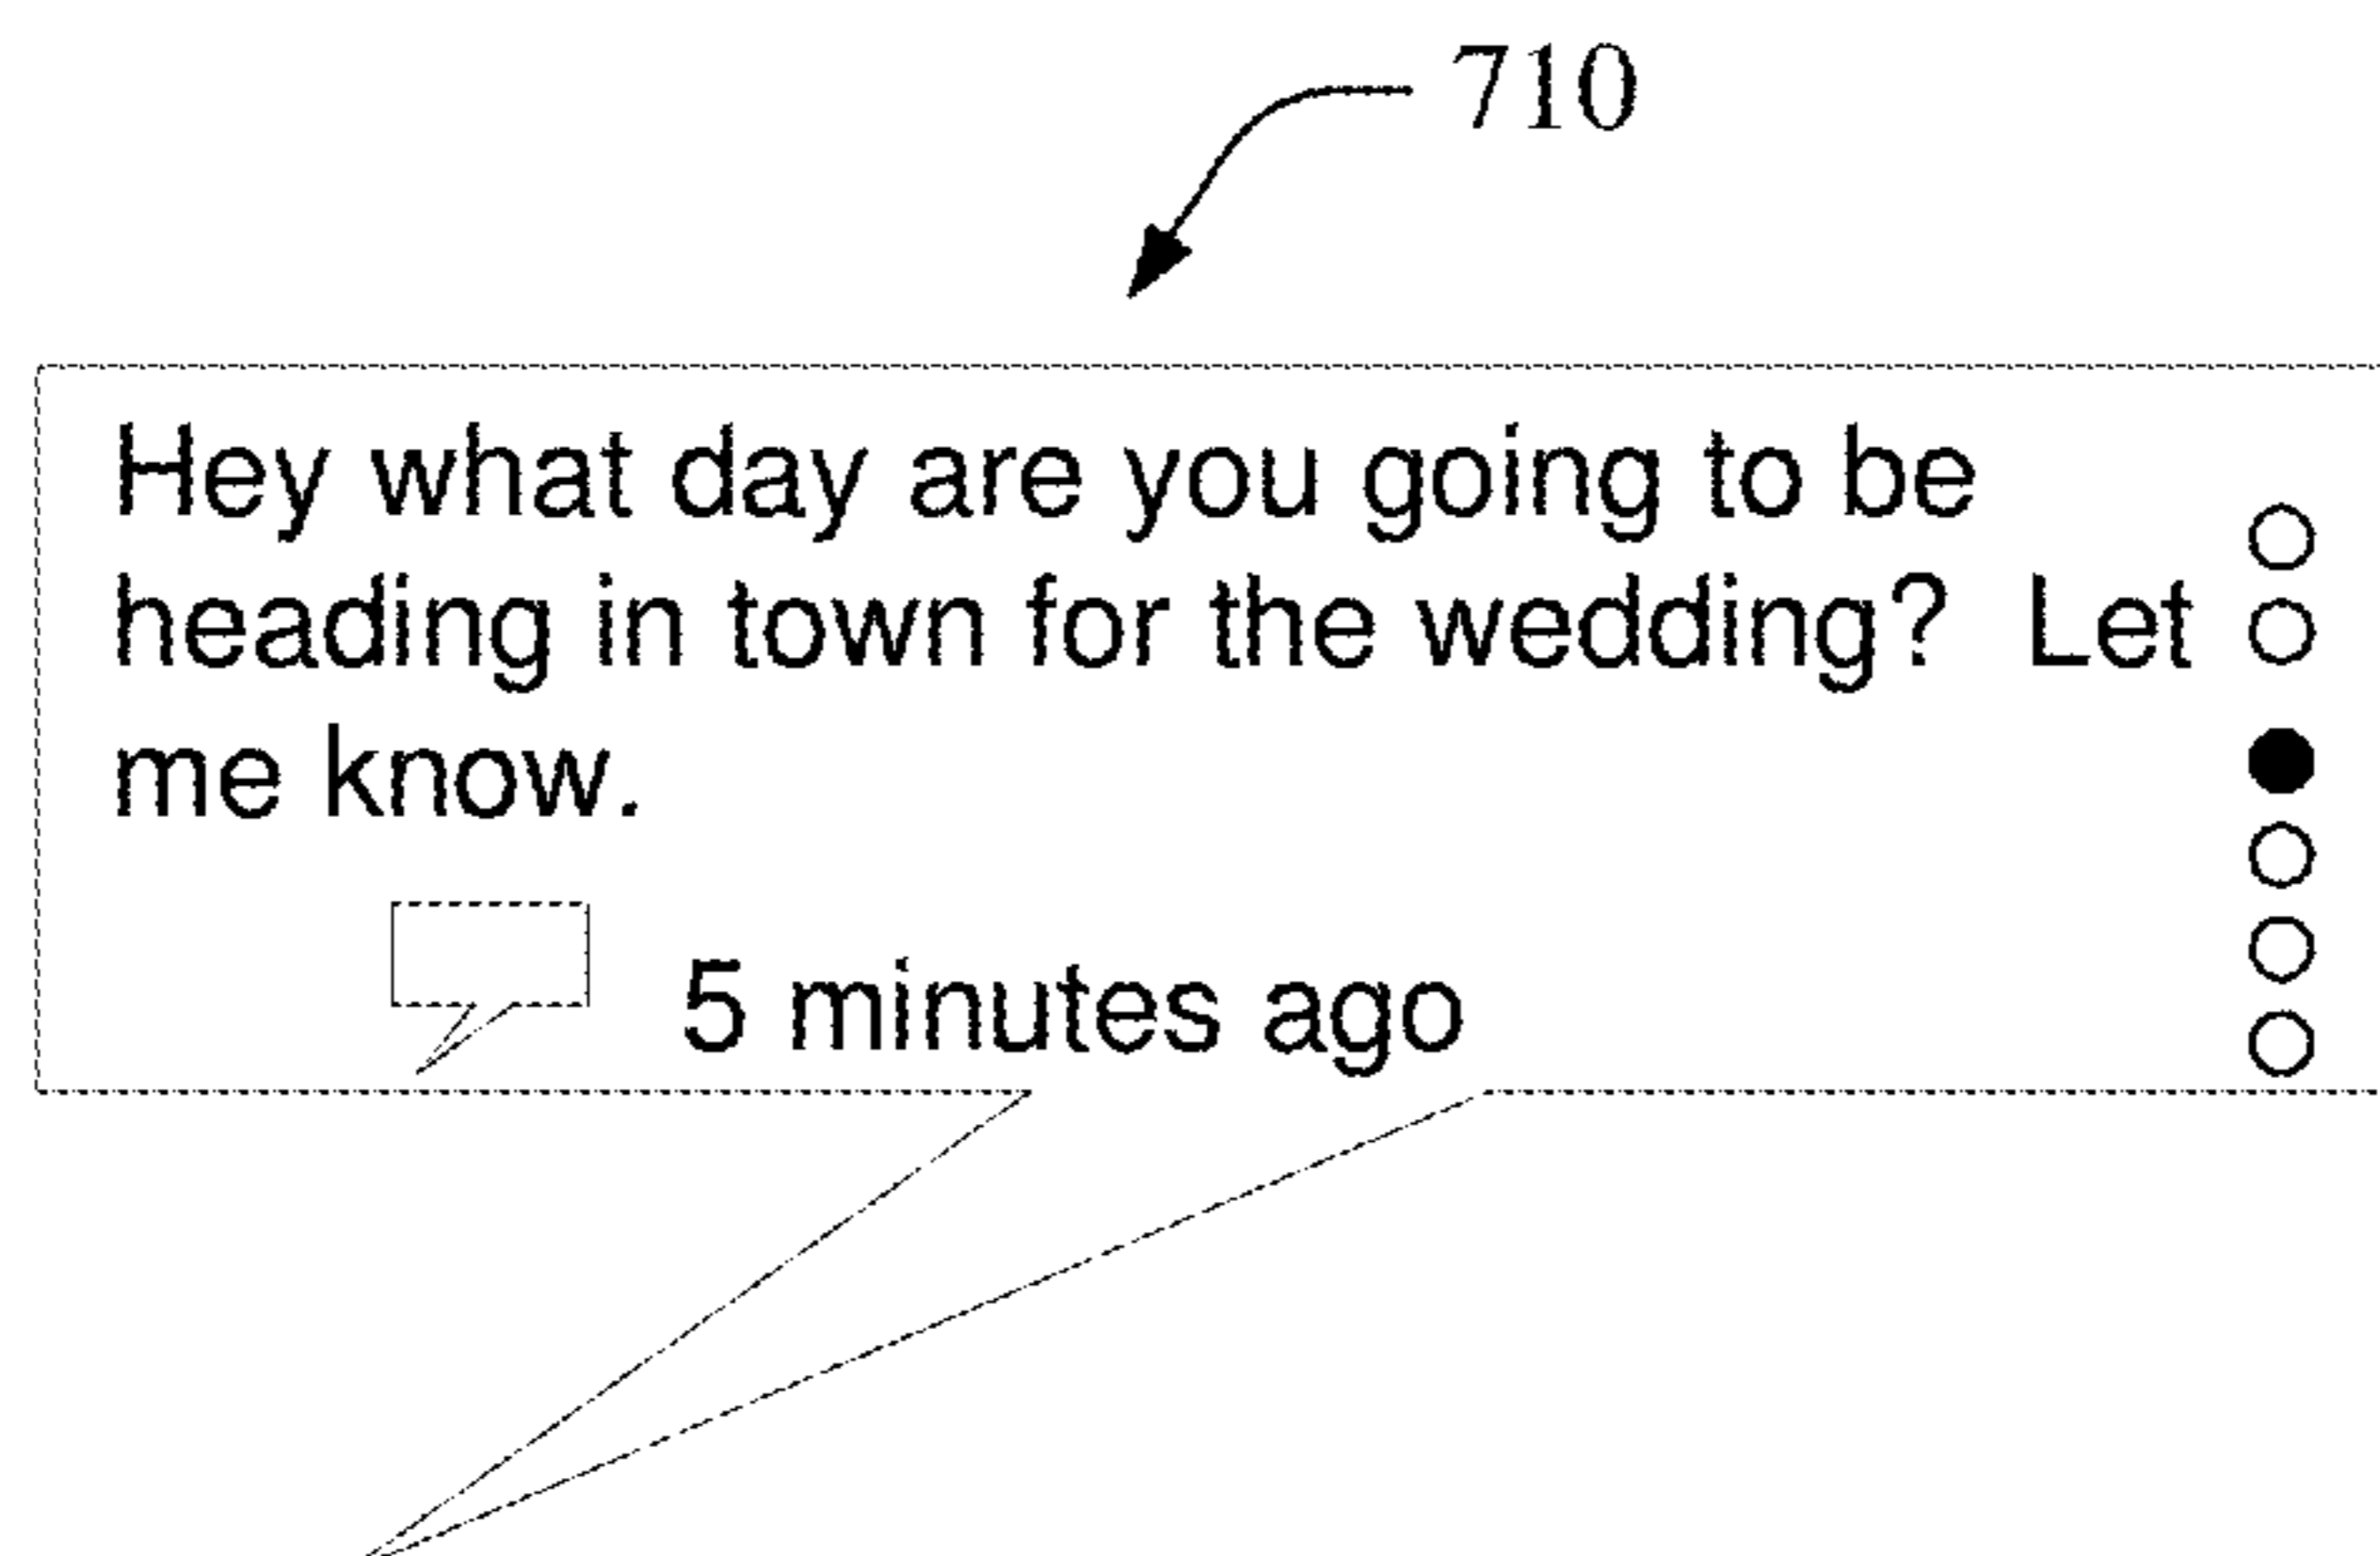 710
Hey what day are you going to be
heading in town for the wedding?  Let
me know.
5 minutes ago